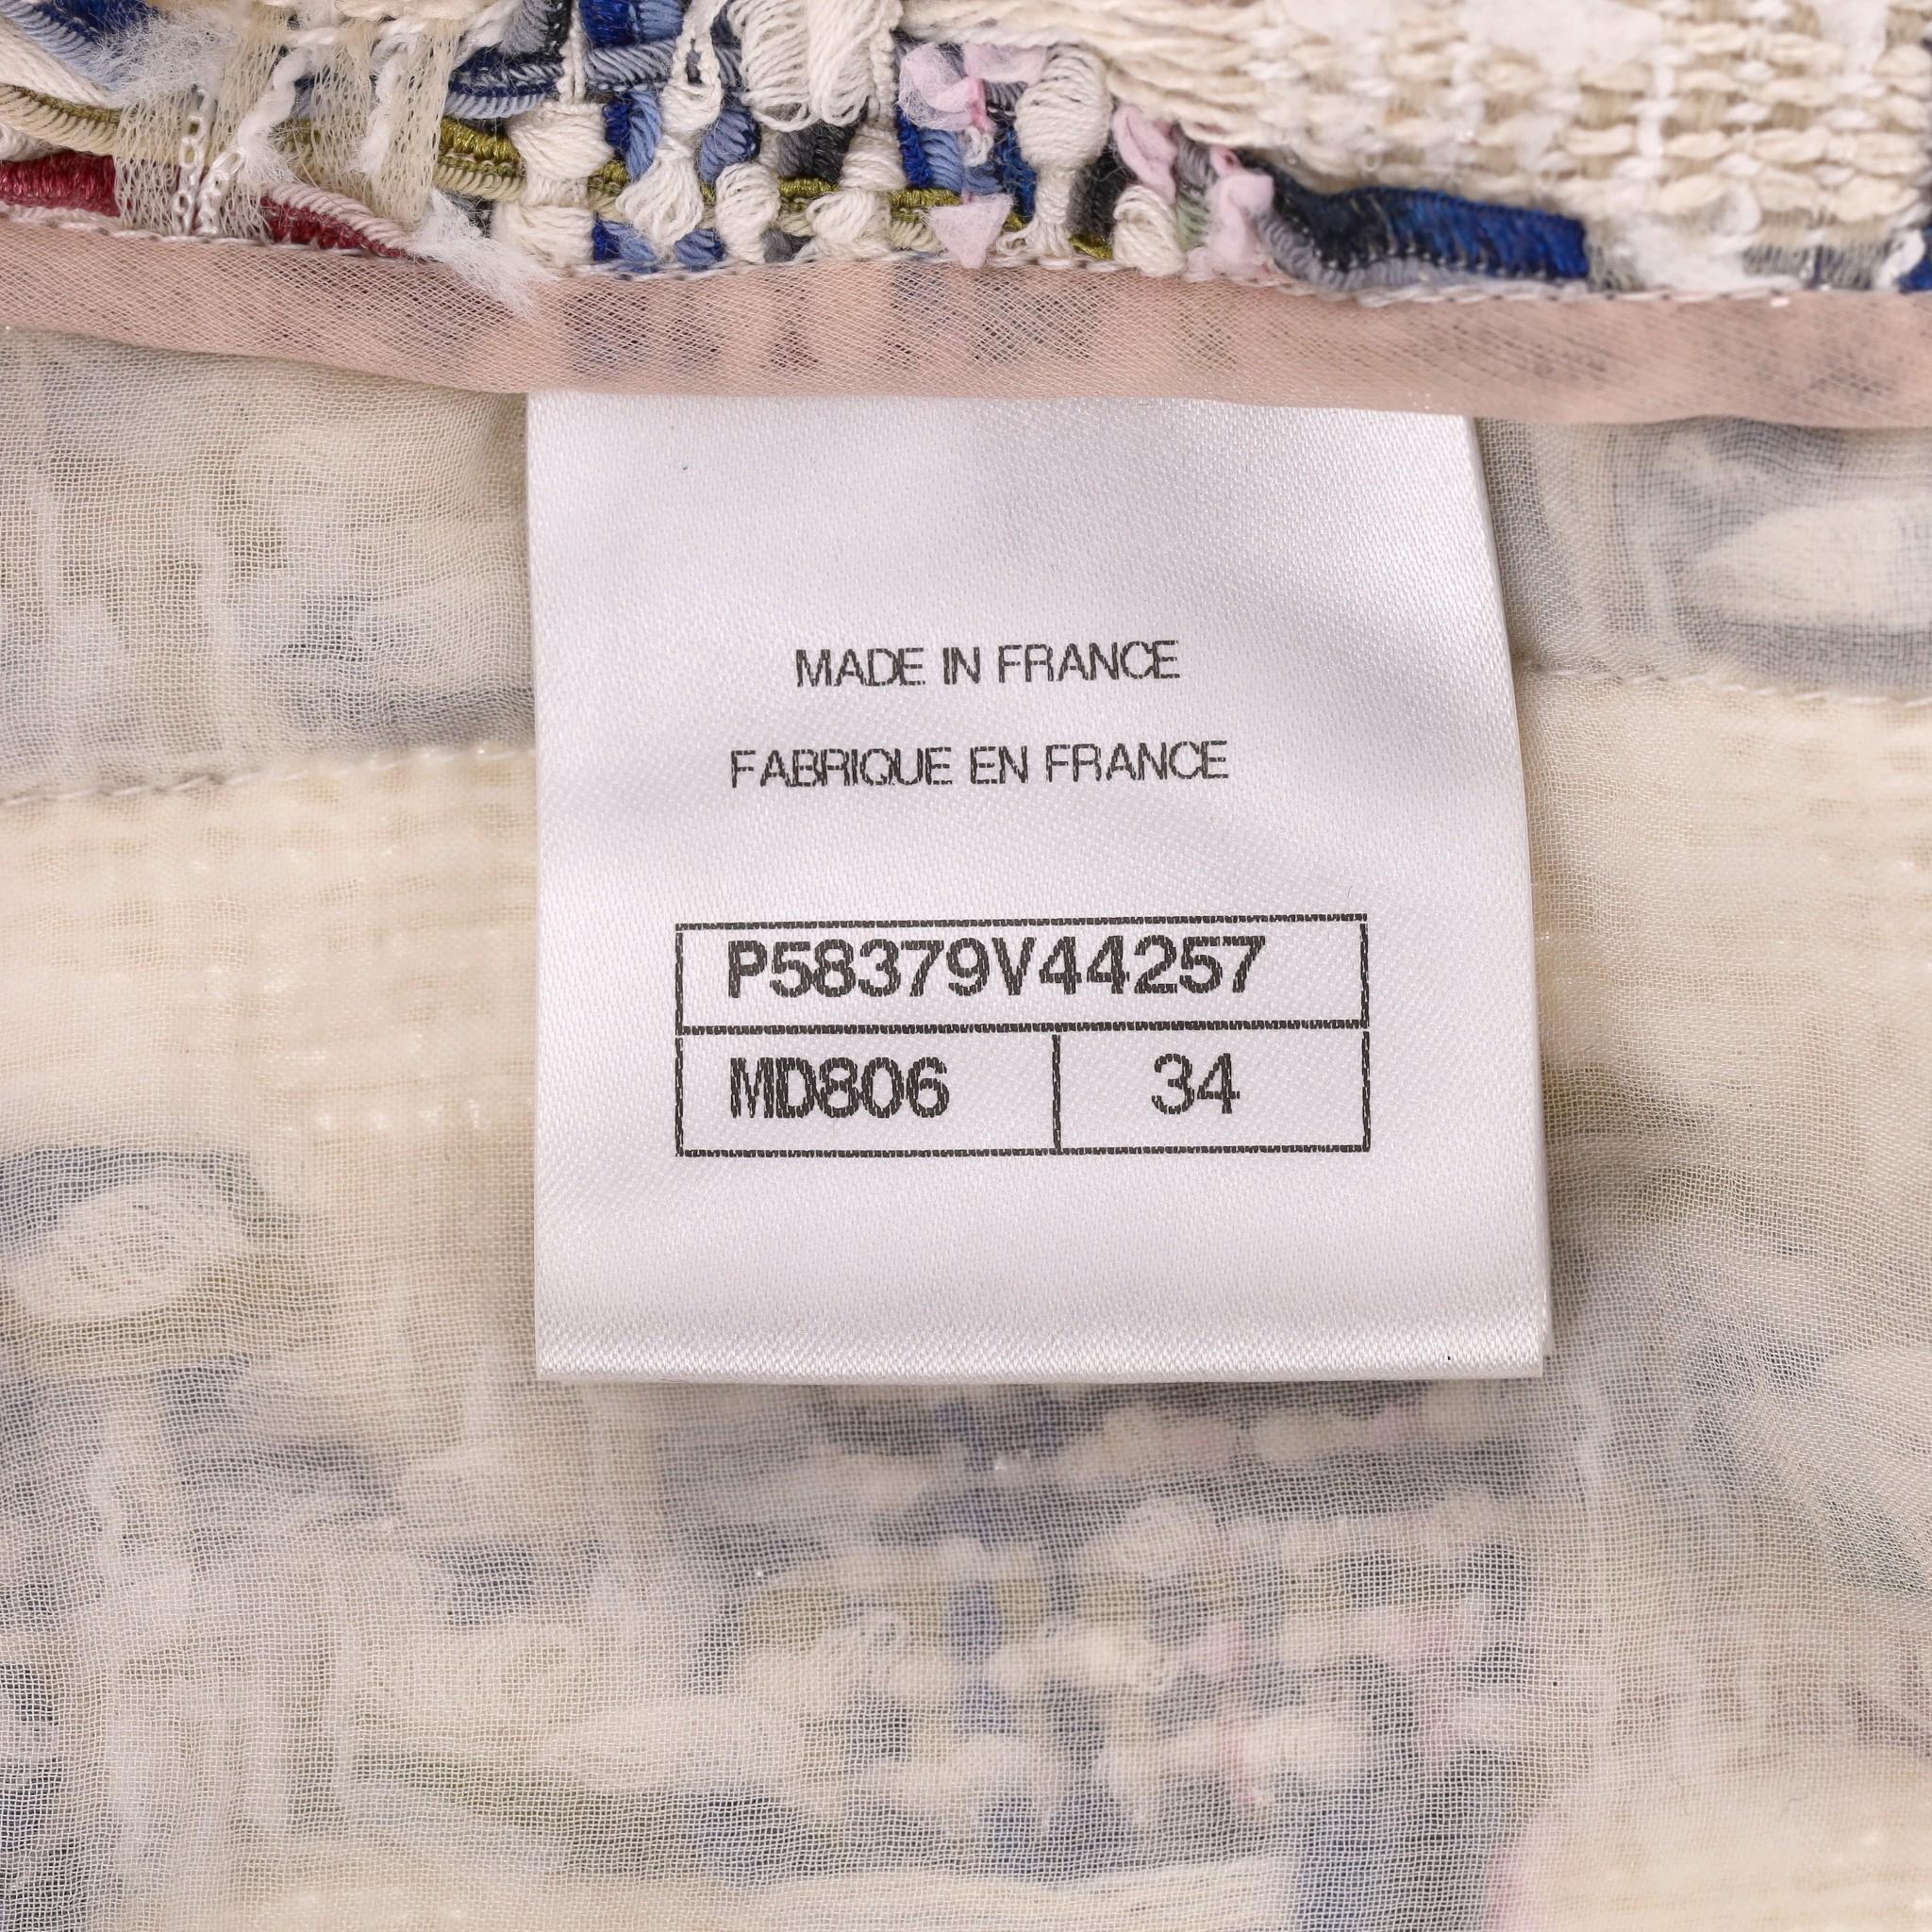 MADE IN FRANCE
FABRIQUE EN FRANCE
P58379V44257
MD806 34